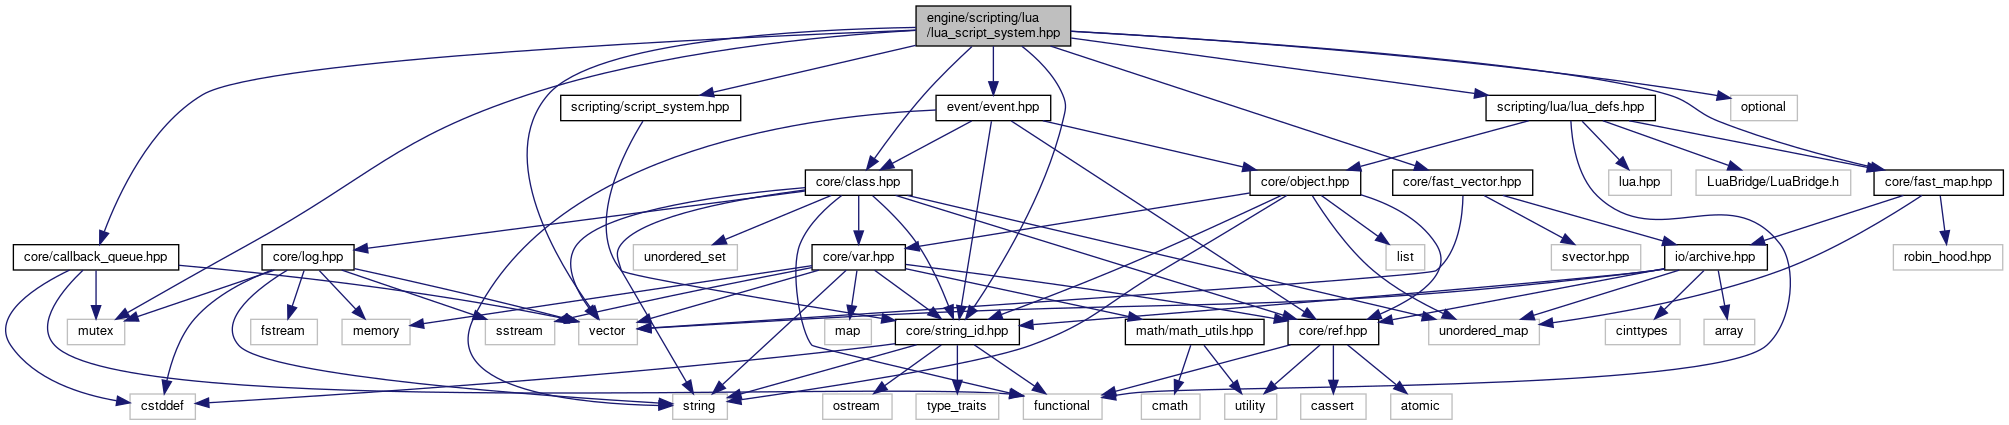 engine/scripting/lua
/lua_script_system.hpp
scripting/script_system.hpp
event/event.hpp
scripting/lua/lua_defs.hpp
optional
core/class.hpp
core/object.hpp
core/fast_vector.hpp
lua.hpp
LuaBridge/LuaBridge.h
core/fast_map.hpp
core/callback_queue.hpp
core/log.hpp
unordered_set
core/var.hpp
list
svector.hpp
io/archive.hpp
robin_hood.hpp
mutex
fstream
memory
sstream
vector
map
core/string_id.hpp
math/math_utils.hpp
core/ref.hpp
unordered_map
cinttypes
array
cstddef
string
ostream
type_traits
functional
cmath
utility
cassert
atomic